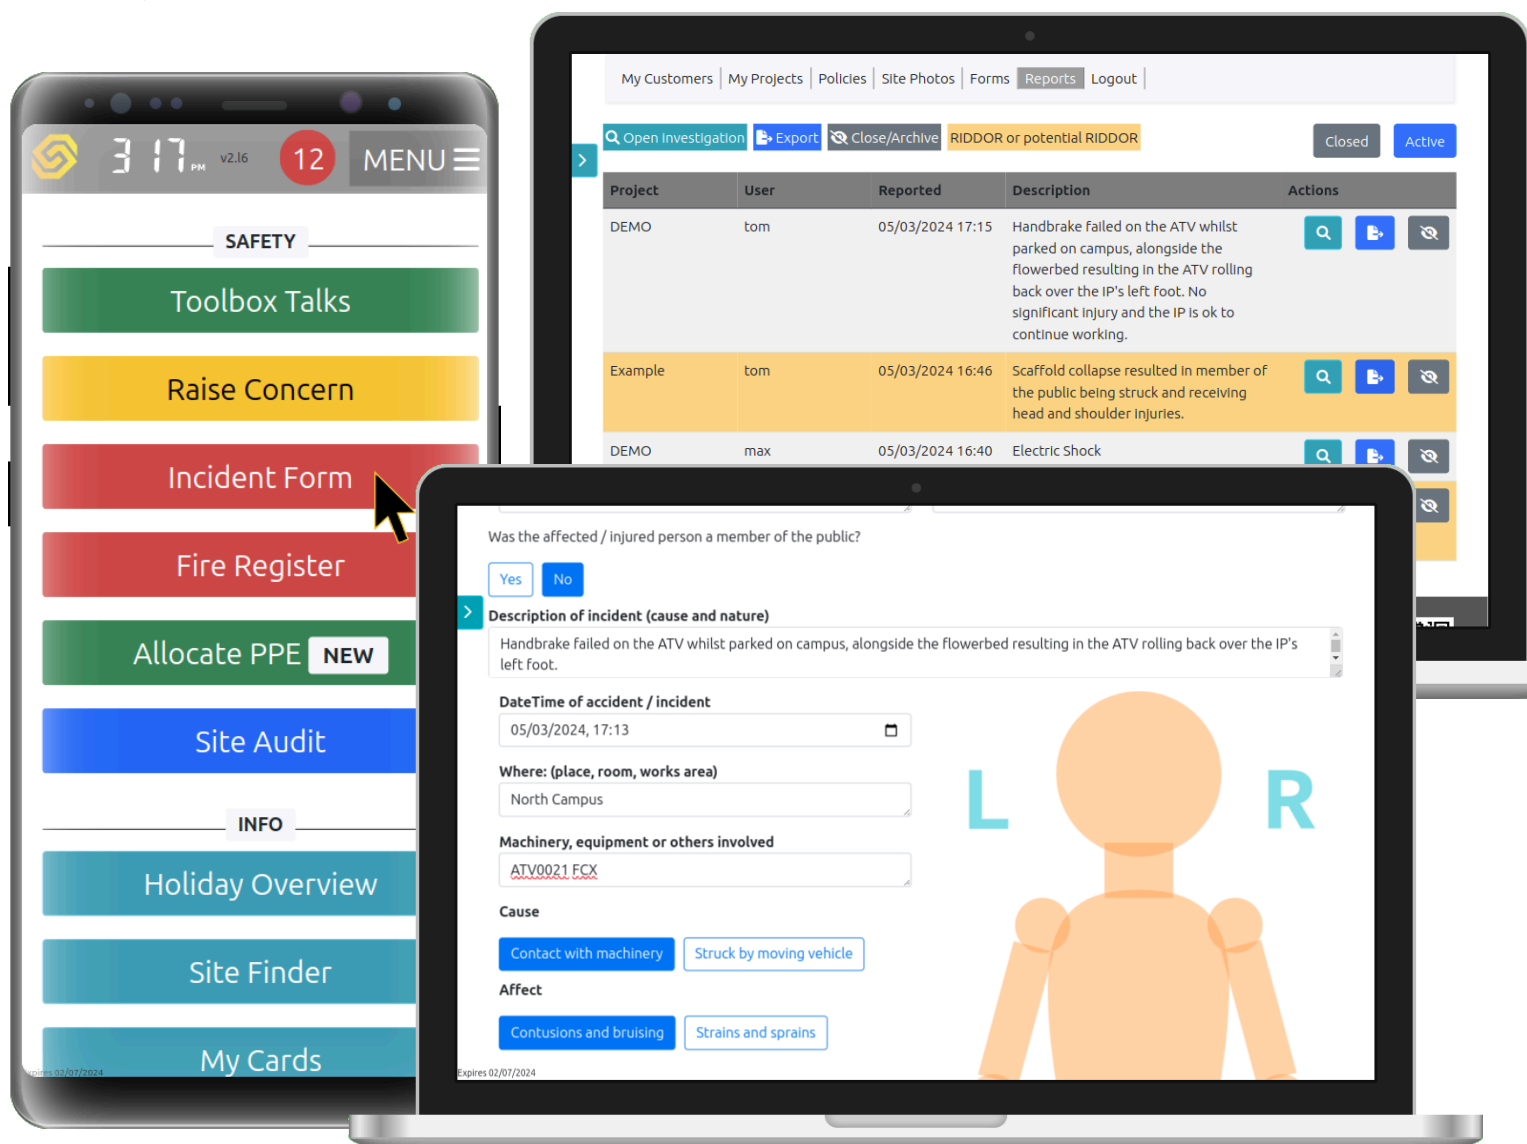 3 17 PM v2.16 12 MENU
SAFETY
Toolbox Talks
Raise Concern
Incident Form
Fire Register
Allocate PPE NEW
Site Audit
INFO
Holiday Overview
Site Finder
My Cards
xpires 02/07/2024
My Customers My Projects Policies Site Photos Forms Reports Logout
Open Investigation Export Close/Archive RIDDOR or potential RIDDOR Closed Active
Project User Reported Description Actions
DEMO tom 05/03/2024 17:15 Handbrake failed on the ATV whilst
parked on campus, alongside the
flowerbed resulting in the ATV rolling
back over the IP's left foot. No
significant injury and the IP is ok to
continue working.
Example tom 05/03/2024 16:46 Scaffold collapse resulted in member of
the public being struck and receiving
head and shoulder injuries.
DEMO max 05/03/2024 16:40 Electric Shock
Was the affected / injured person a member of the public?
Yes No
Description of incident (cause and nature)
Handbrake failed on the ATV whilst parked on campus, alongside the flowerbed resulting in the ATV rolling back over the IP's
left foot.
DateTime of accident / incident
05/03/2024, 17:13
Where: (place, room, works area)
North Campus
Machinery, equipment or others involved
ATV0021 FCX
Cause
Contact with machinery Struck by moving vehicle
Affect
Contusions and bruising Strains and sprains
L R
Expires 02/07/2024